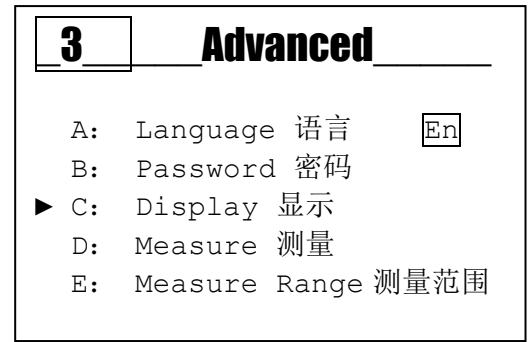 3 Advanced
A: Language 语言 En
B: Password 密码
► C: Display 显示
D: Measure 测量
E: Measure Range 测量范围